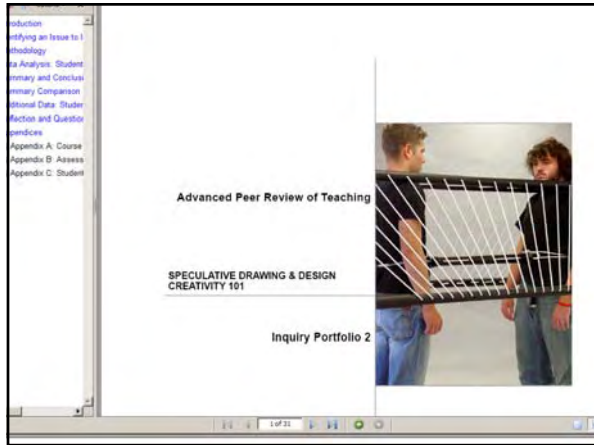 roduction
ntifying an Issue to I
thodology
ta Analysis: Student
mmary and Conclusi
mmary Comparison
ditional Data: Studen
flection and Question
pendices
Appendix A: Course
Appendix B: Assess
Appendix C: Student
Advanced Peer Review of Teaching
SPECULATIVE DRAWING & DESIGN
CREATIVITY 101
Inquiry Portfolio 2
1 of 31